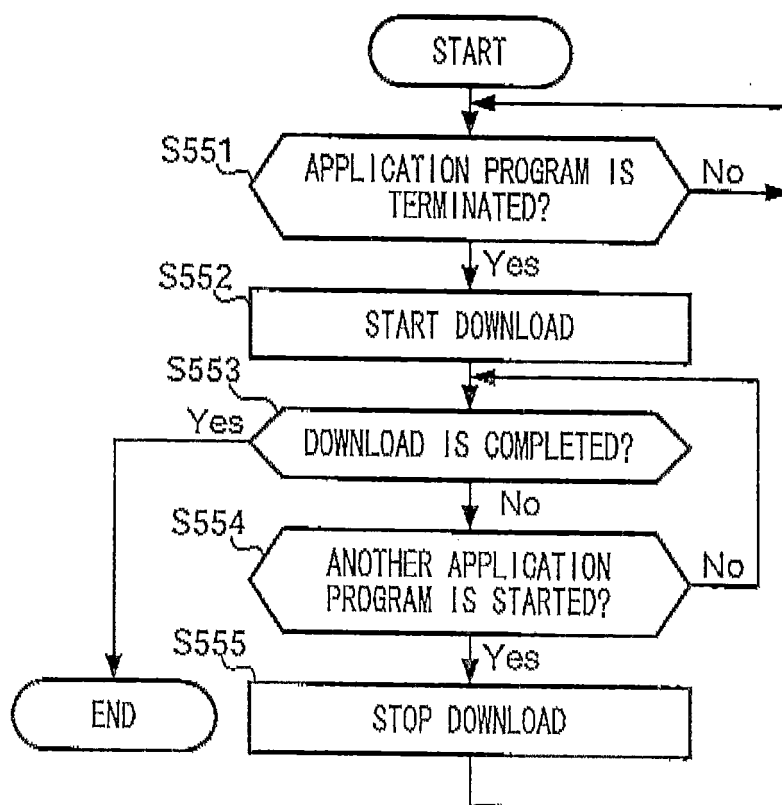 START
S551
APPLICATION PROGRAM IS
TERMINATED?
No
Yes
S552
START DOWNLOAD
S553
Yes
DOWNLOAD IS COMPLETED?
No
S554
ANOTHER APPLICATION
PROGRAM IS STARTED?
No
Yes
S555
END
STOP DOWNLOAD